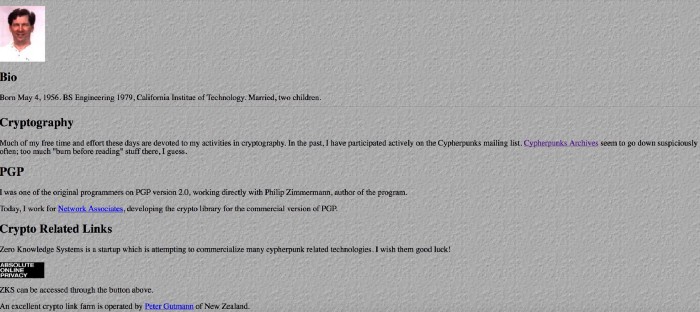 Bio
Born May 4, 1956. BS Engineering 1979, California Institue of Technology. Married, two children.
Cryptography
Much of my free time and effort these days are devoted to my activities in cryptography. In the past, I have participated actively on the Cypherpunks mailing list. Cypherpunks Archives seem to go down suspiciously
often; too much "burn before reading" stuff there, I guess.
PGP
I was one of the original programmers on PGP version 2.0, working directly with Philip Zimmermann, author of the program.
Today, I work for Network Associates, developing the crypto library for the commercial version of PGP.
Crypto Related Links
Zero Knowledge Systems is a startup which is attempting to commercialize many cypherpunk related technologies. I wish them good luck!
ABSOLUTE
ONLINE
PRIVACY
ZKS can be accessed through the button above.
An excellent crypto link farm is operated by Peter Gutmann of New Zealand.